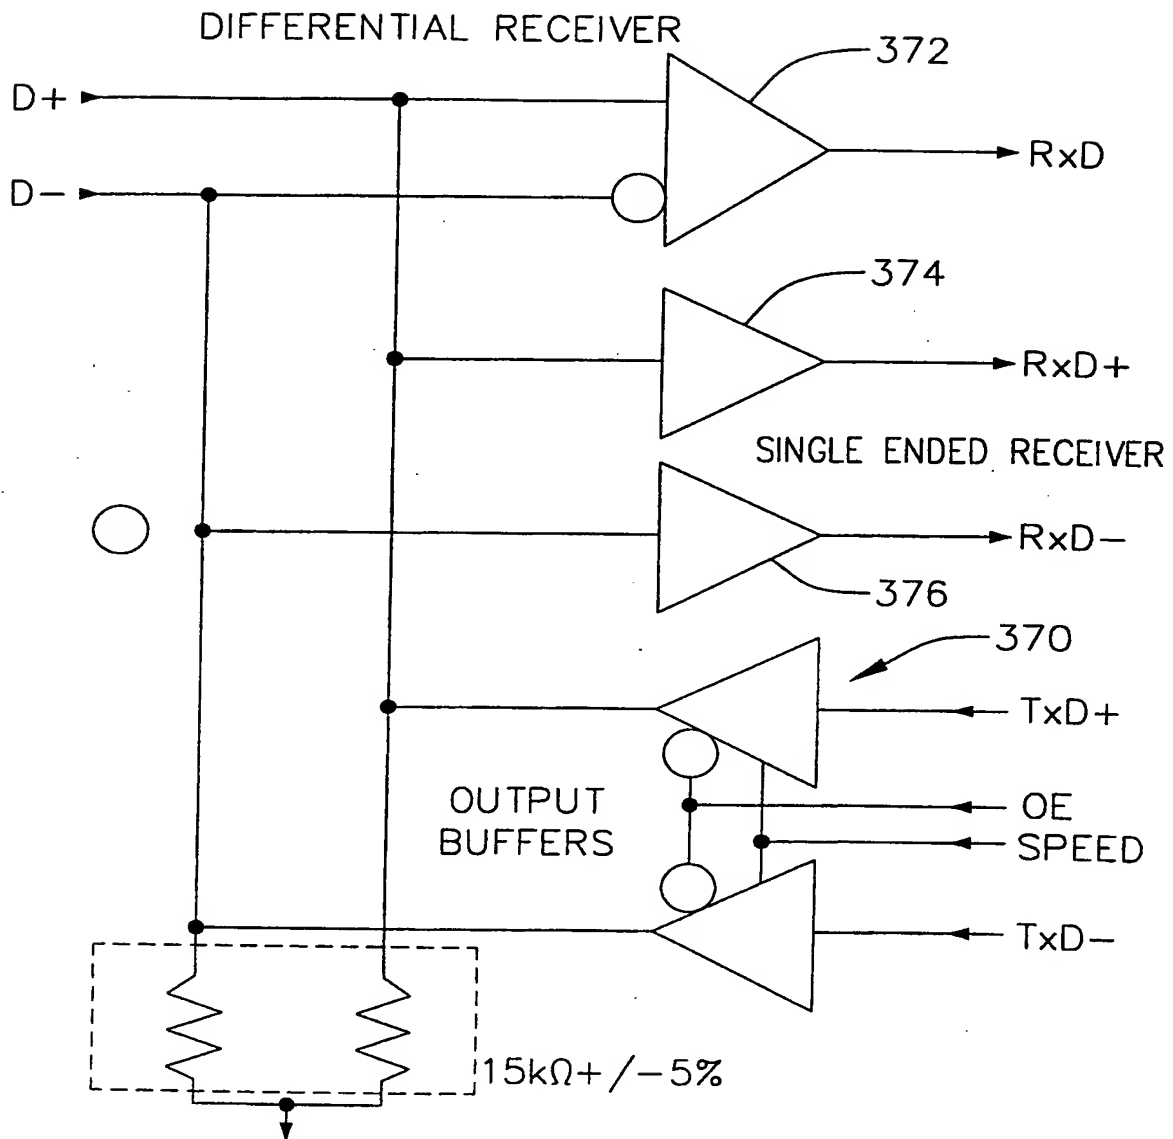 DIFFERENTIAL RECEIVER
372
D+
RxD
D-
374
RxD+
SINGLE ENDED RECEIVER
RxD-
376
370
TxD+
OUTPUT
BUFFERS
OE
SPEED
TxD-
15kΩ+/-5%